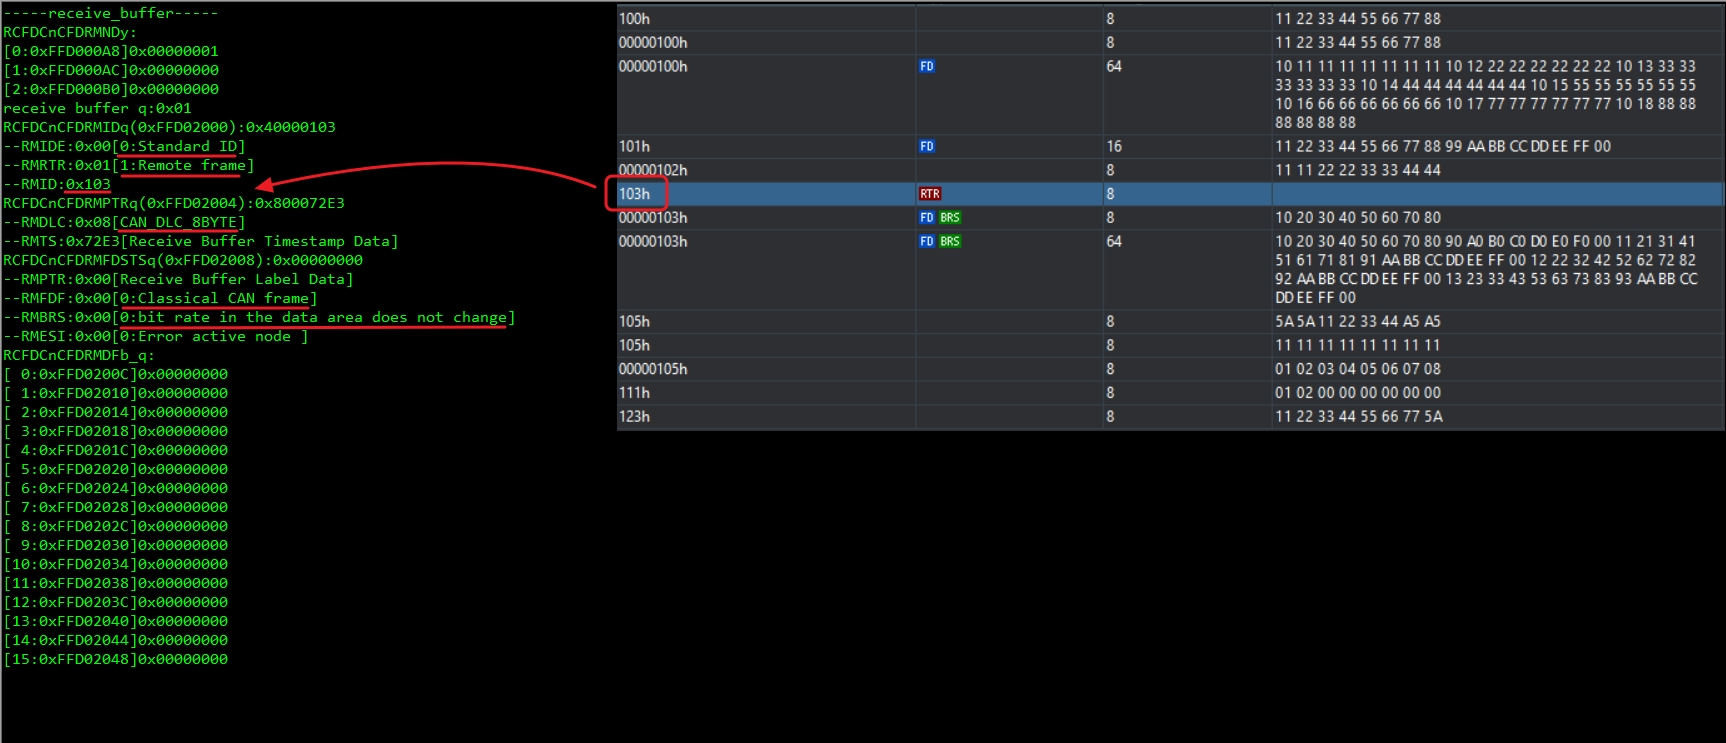 -----receive_buffer-----
RCFDCnCFDRMNDy:
[0:0xFFD000A8]0x00000001
[1:0xFFD000AC]0x00000000
[2:0xFFD000B0]0x00000000
receive buffer q:0x01
RCFDCnCFDRMIDq(0xFFD02000):0x40000103
--RMIDE:0x00[0:Standard ID]
--RMRTR:0x01[1:Remote frame]
--RMID:0x103
RCFDCnCFDRMPTRq(0xFFD02004):0x800072E3
--RMDLC:0x08[CAN_DLC_8BYTE]
--RMTS:0x72E3[Receive Buffer Timestamp Data]
RCFDCnCFDRMFDSTSq(0xFFD02008):0x00000000
--RMPTR:0x00[Receive Buffer Label Data]
--RMFDF:0x00[0:Classical CAN frame]
--RMBRS:0x00[0:bit rate in the data area does not change]
--RMESI:0x00[0:Error active node ]
RCFDCnCFDRMDFb_q:
[ 0:0xFFD0200C]0x00000000
[ 1:0xFFD02010]0x00000000
[ 2:0xFFD02014]0x00000000
[ 3:0xFFD02018]0x00000000
[ 4:0xFFD0201C]0x00000000
[ 5:0xFFD02020]0x00000000
[ 6:0xFFD02024]0x00000000
[ 7:0xFFD02028]0x00000000
[ 8:0xFFD0202C]0x00000000
[ 9:0xFFD02030]0x00000000
[10:0xFFD02034]0x00000000
[11:0xFFD02038]0x00000000
[12:0xFFD0203C]0x00000000
[13:0xFFD02040]0x00000000
[14:0xFFD02044]0x00000000
[15:0xFFD02048]0x00000000
100h 8 11 22 33 44 55 66 77 88
00000100h 8 11 22 33 44 55 66 77 88
00000100h FD 64 10 11 11 11 11 11 11 11 10 12 22 22 22 22 22 22 10 13 33 33
33 33 33 33 10 14 44 44 44 44 44 44 10 15 55 55 55 55 55 55
10 16 66 66 66 66 66 66 10 17 77 77 77 77 77 77 10 18 88 88
88 88 88 88
101h FD 16 11 22 33 44 55 66 77 88 99 AA BB CC DD EE FF 00
00000102h 8 11 11 22 22 33 33 44 44
103h RTR 8
00000103h FD BRS 8 10 20 30 40 50 60 70 80
00000103h FD BRS 64 10 20 30 40 50 60 70 80 90 A0 B0 C0 D0 E0 F0 00 11 21 31 41
51 61 71 81 91 AA BB CC DD EE FF 00 12 22 32 42 52 62 72 82
92 AA BB CC DD EE FF 00 13 23 33 43 53 63 73 83 93 AA BB CC
DD EE FF 00
105h 8 5A 5A 11 22 33 44 A5 A5
105h 8 11 11 11 11 11 11 11 11
00000105h 8 01 02 03 04 05 06 07 08
111h 8 01 02 00 00 00 00 00 00
123h 8 11 22 33 44 55 66 77 5A